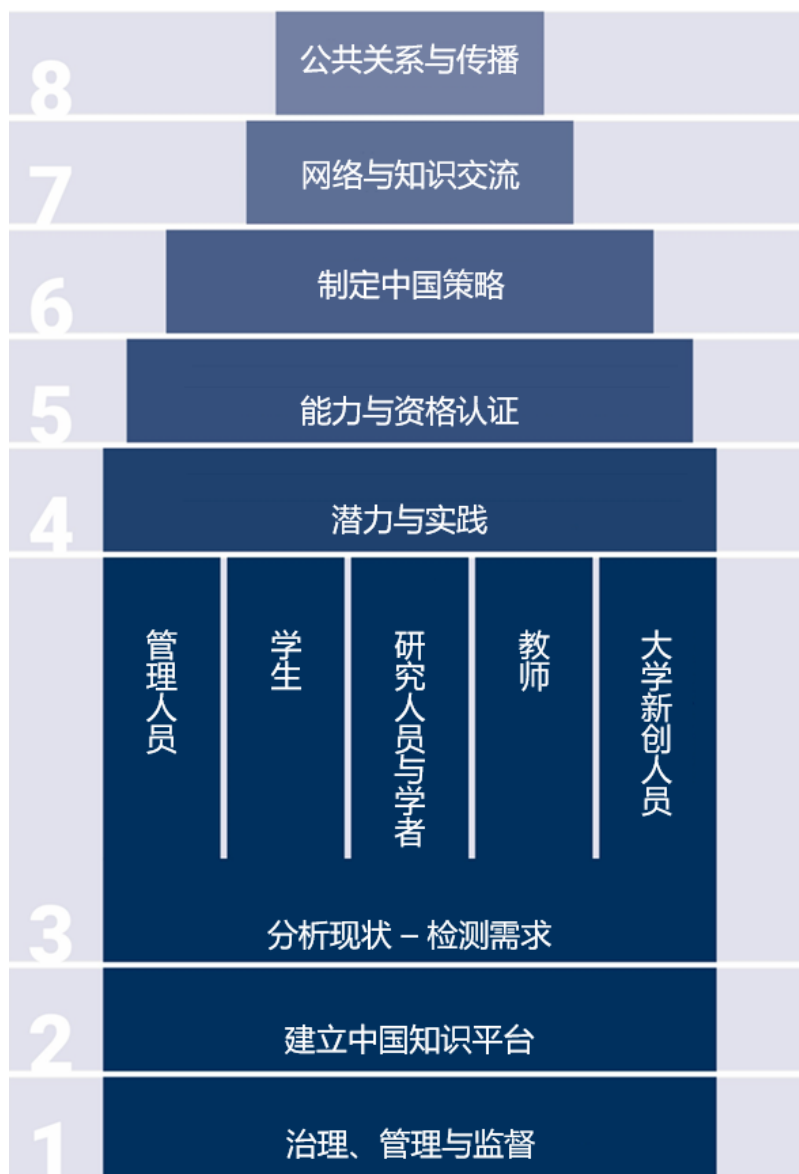 8
公共关系与传播
7
网络与知识交流
6
制定中国策略
5
能力与资格认证
4
潜力与实践
管理人员
学生
研究人员与学者
教师
大学新创人员
3
分析现状 – 检测需求
2
建立中国知识平台
1
治理、管理与监督